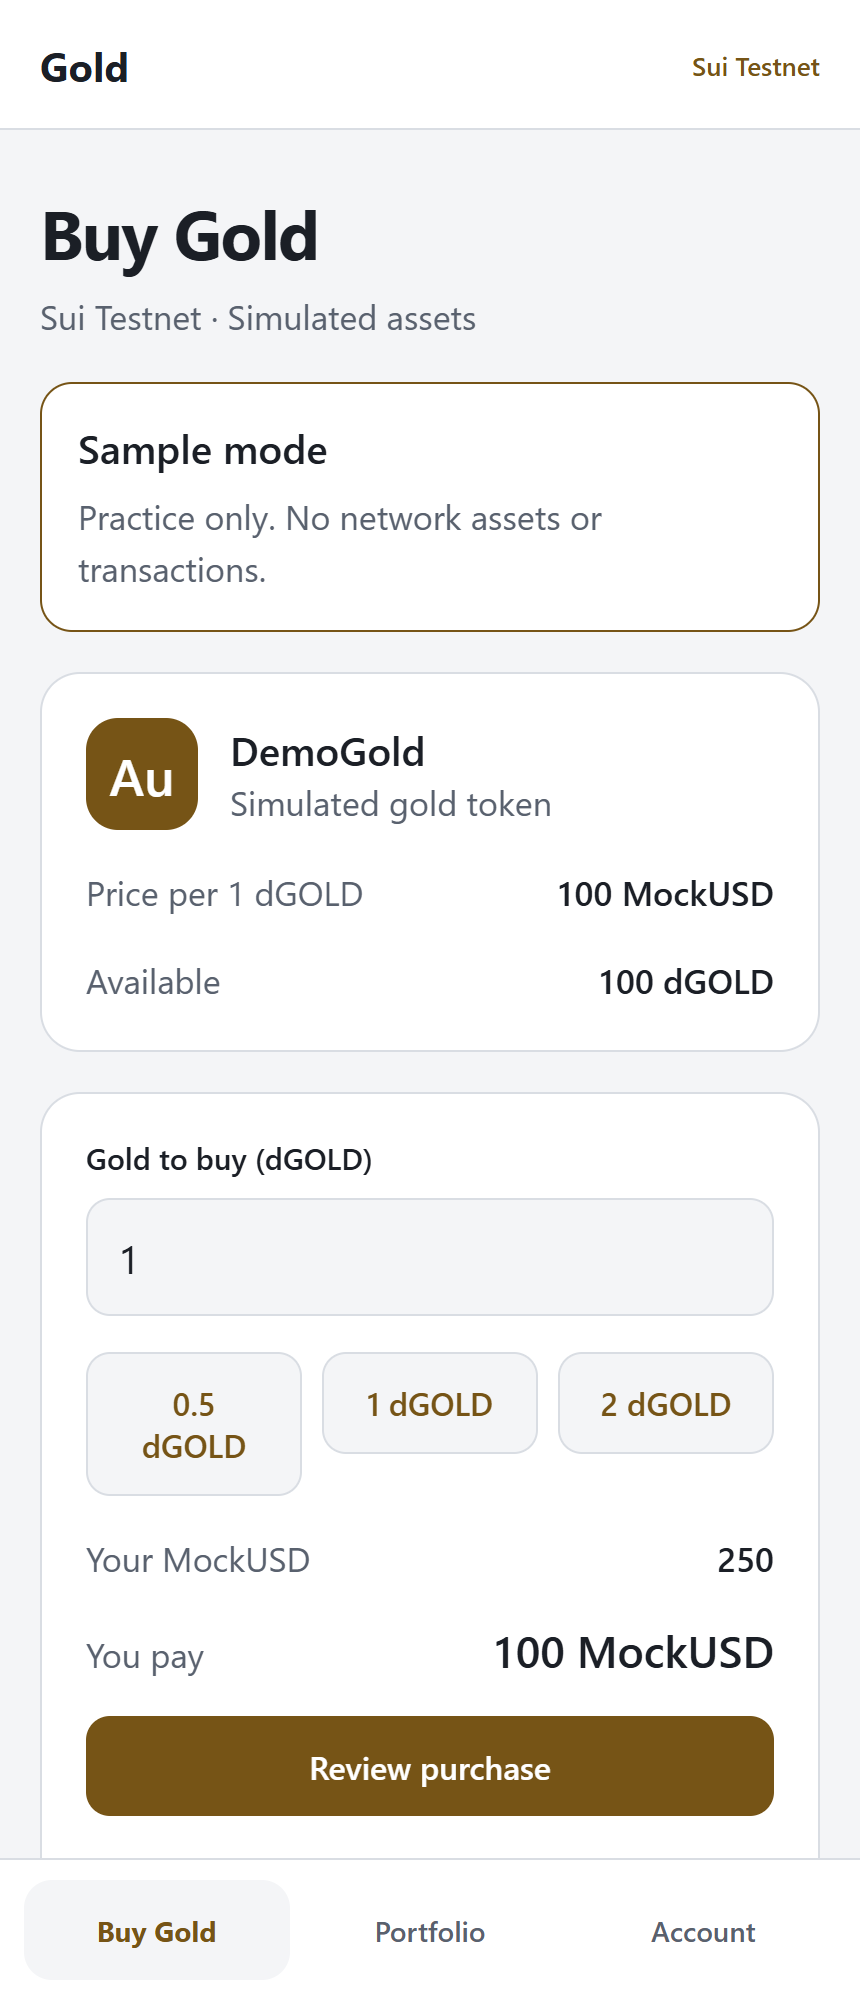 Gold
Sui Testnet
Buy Gold
Sui Testnet · Simulated assets
Sample mode
Practice only. No network assets or
transactions.
Au
DemoGold
Simulated gold token
Price per 1 dGOLD
100 MockUSD
Available
100 dGOLD
Gold to buy (dGOLD)
1
0.5
dGOLD
1 dGOLD
2 dGOLD
Your MockUSD
250
You pay
100 MockUSD
Review purchase
Buy Gold
Portfolio
Account